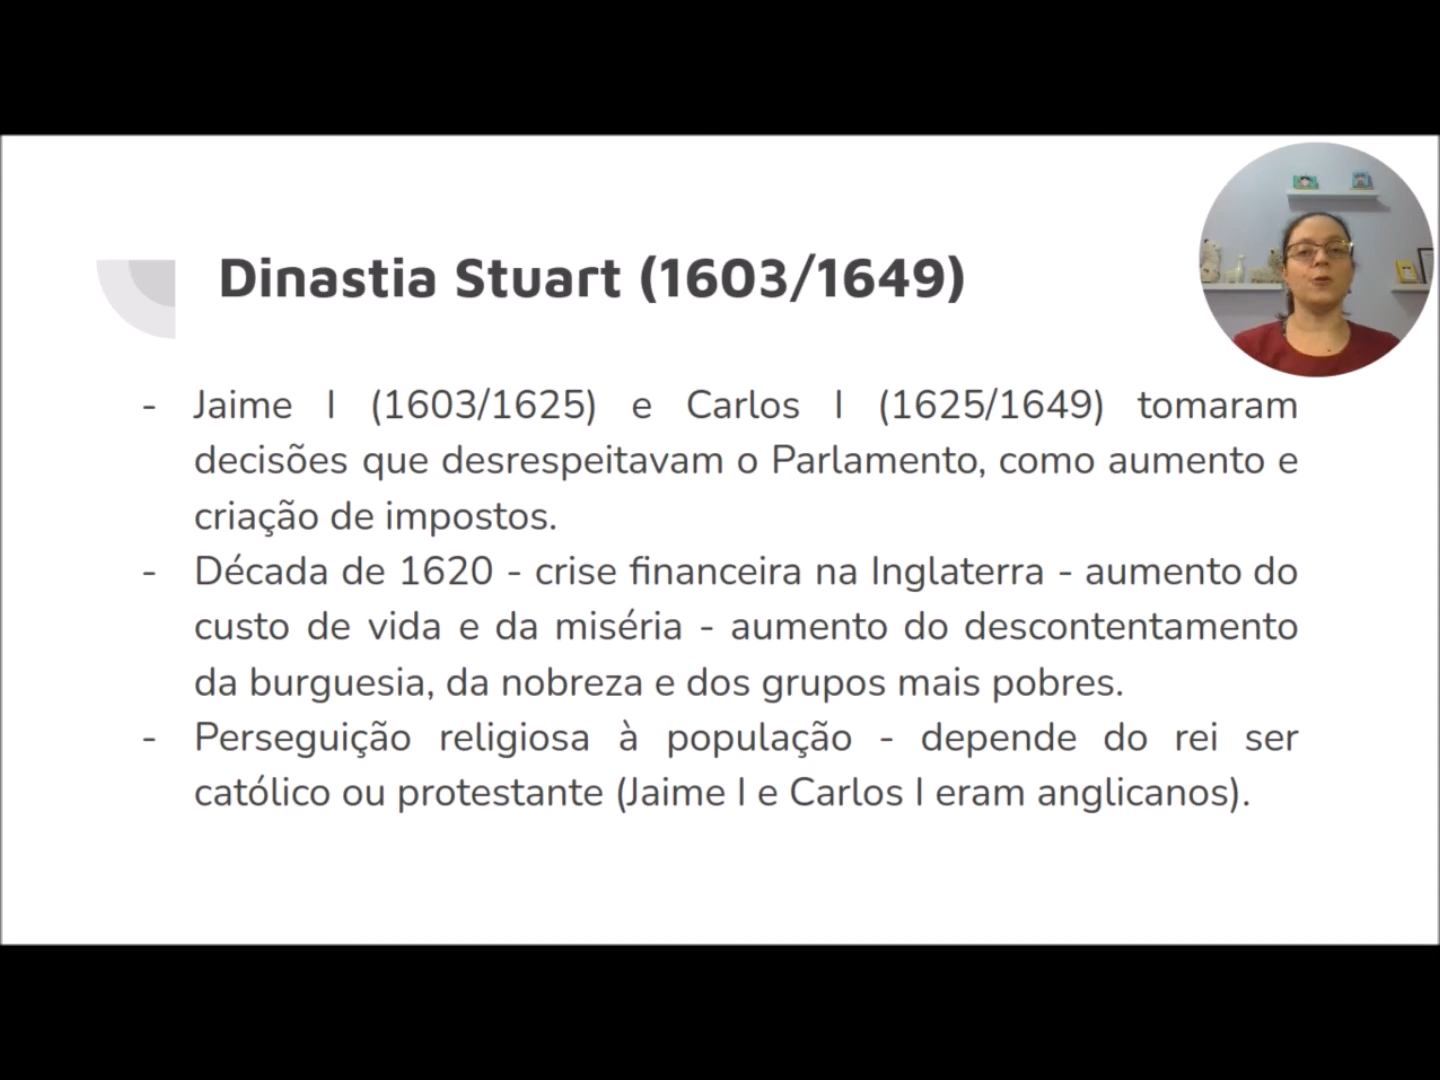 Dinastia Stuart (1603/1649)
- Jaime I (1603/1625) e Carlos I (1625/1649) tomaram
decisões que desrespeitavam o Parlamento, como aumento e
criação de impostos.
- Década de 1620 - crise financeira na Inglaterra - aumento do
custo de vida e da miséria - aumento do descontentamento
da burguesia, da nobreza e dos grupos mais pobres.
- Perseguição religiosa à população - depende do rei ser
católico ou protestante (Jaime I e Carlos I eram anglicanos).